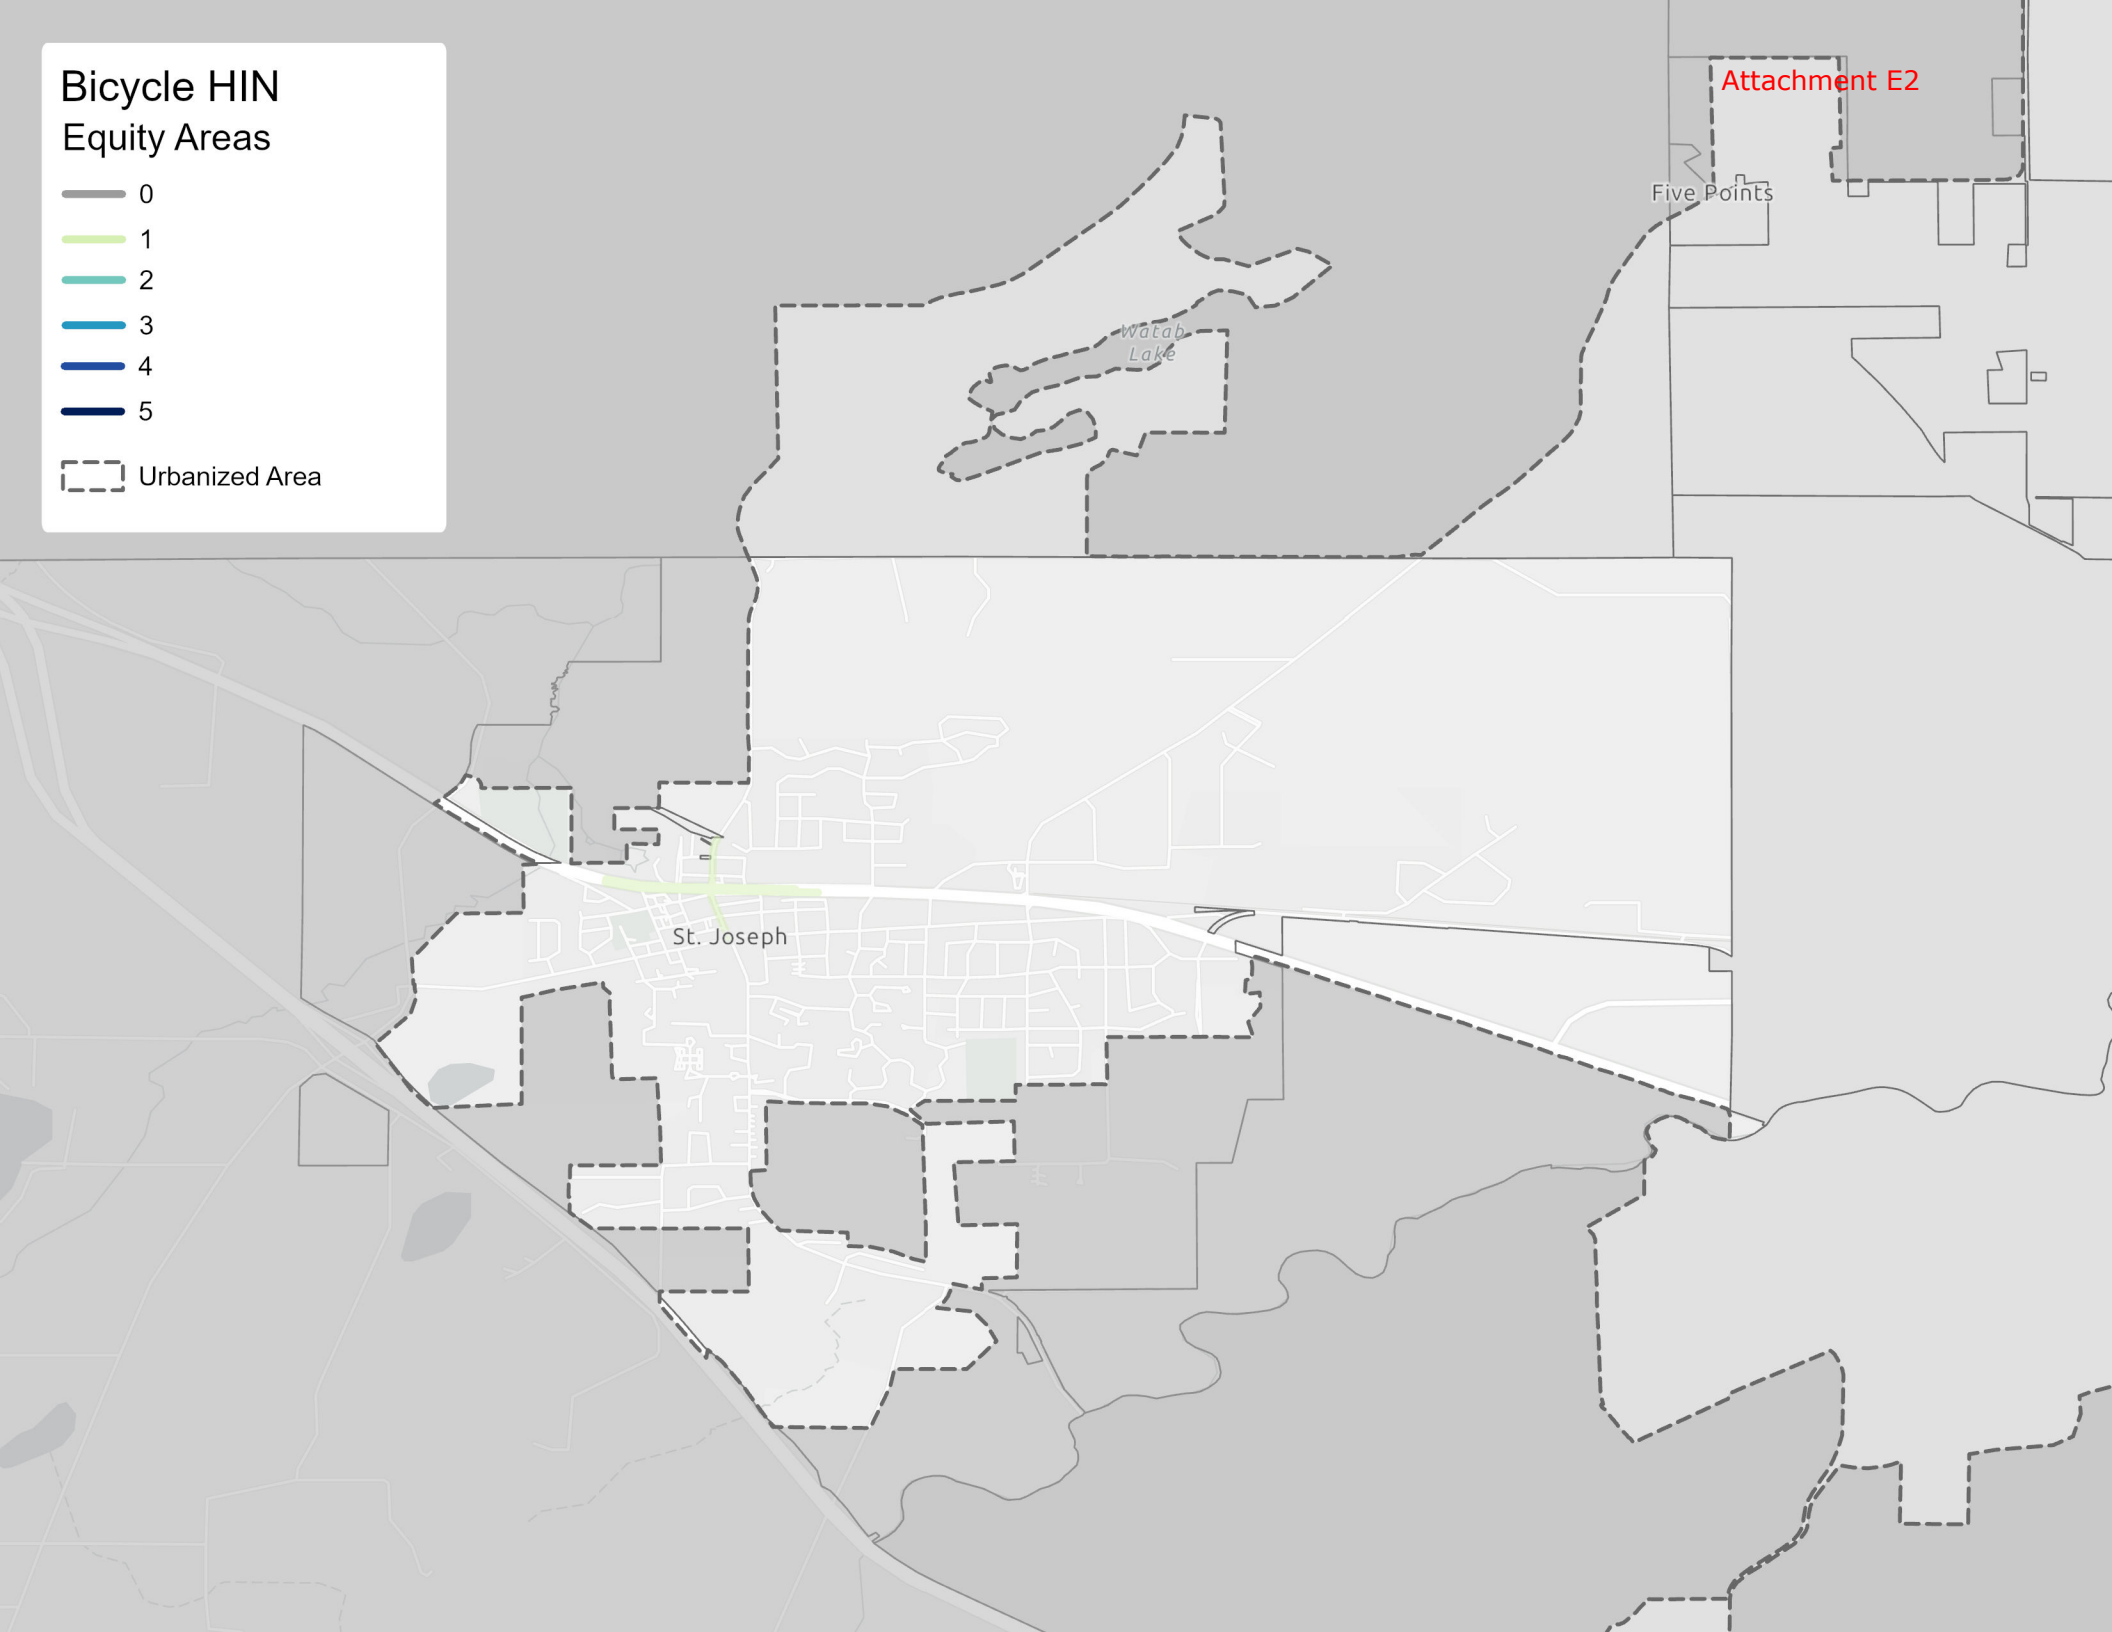 Bicycle HIN
Equity Areas
0
1
2
3
4
5
Urbanized Area
Attachment E2
Five Points
Watab
Lake
St. Joseph